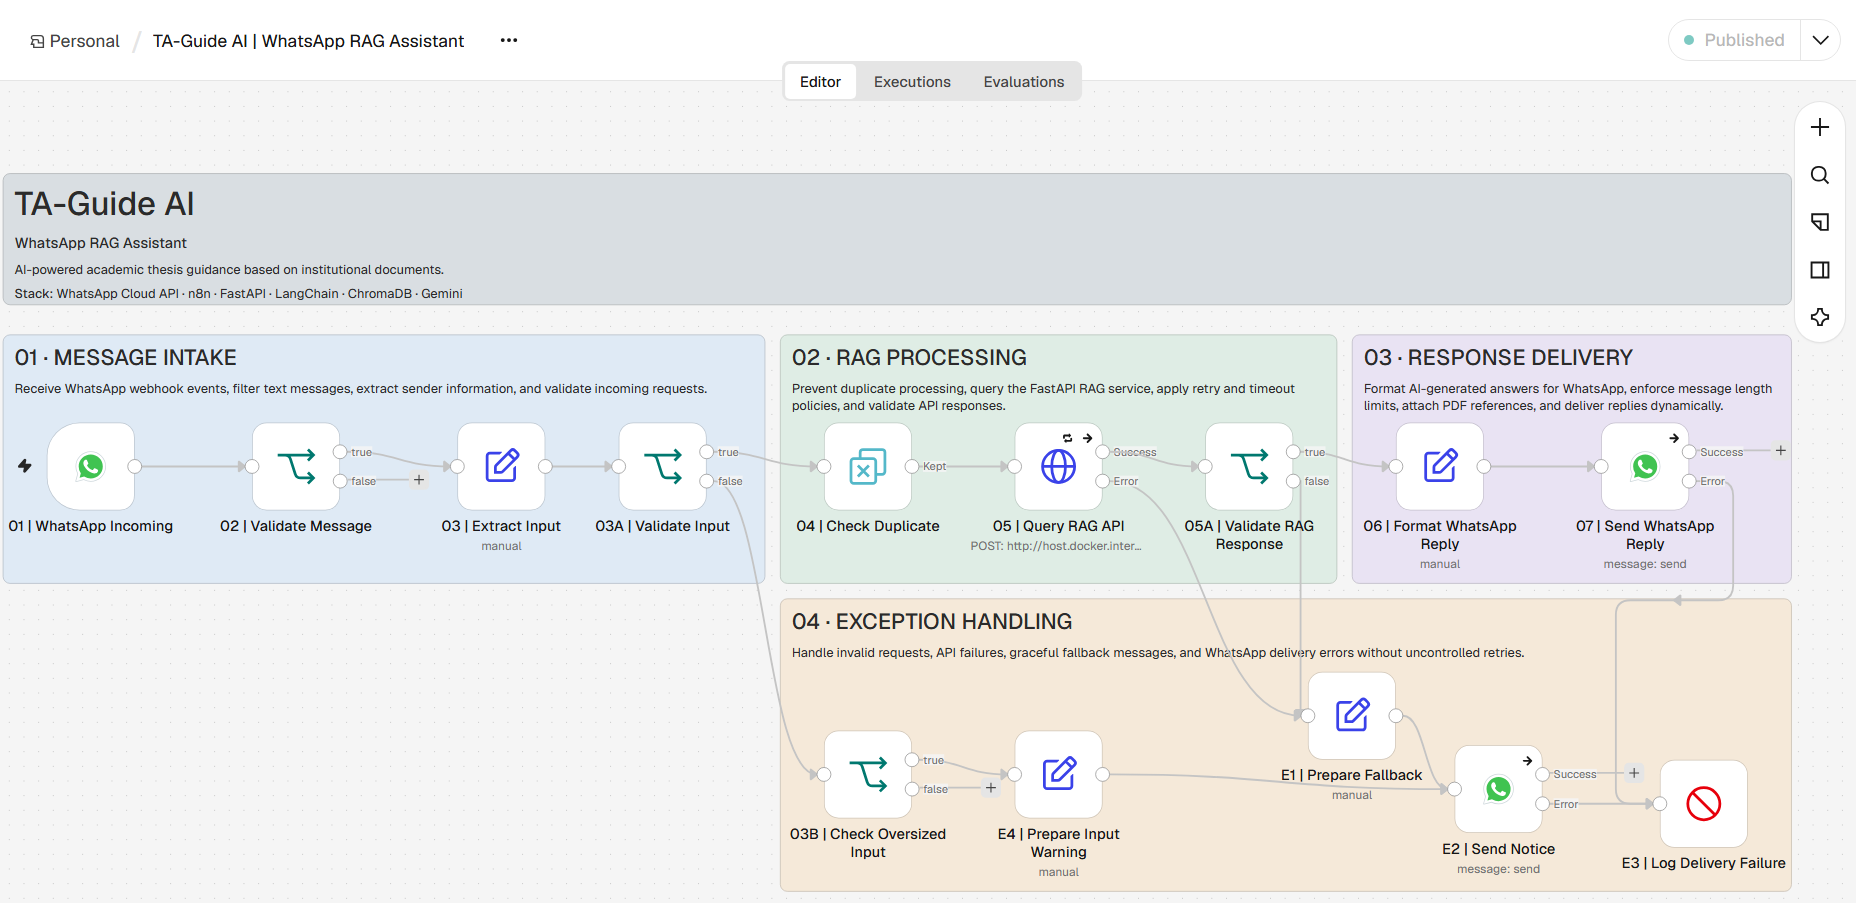 Personal
TA-Guide AI | WhatsApp RAG Assistant
Published
Editor
Executions
Evaluations
TA-Guide AI
WhatsApp RAG Assistant
AI-powered academic thesis guidance based on institutional documents.
Stack: WhatsApp Cloud API · n8n · FastAPI · LangChain · ChromaDB · Gemini
01 · MESSAGE INTAKE
Receive WhatsApp webhook events, filter text messages, extract sender information, and validate incoming requests.
true
false
true
false
01 | WhatsApp Incoming
02 | Validate Message
03 | Extract Input
manual
03A | Validate Input
02 · RAG PROCESSING
Prevent duplicate processing, query the FastAPI RAG service, apply retry and timeout
policies, and validate API responses.
Kept
Success
Error
true
false
04 | Check Duplicate
05 | Query RAG API
POST: http://host.docker.inter...
05A | Validate RAG
Response
03 · RESPONSE DELIVERY
Format AI-generated answers for WhatsApp, enforce message length
limits, attach PDF references, and deliver replies dynamically.
Success
Error
06 | Format WhatsApp
Reply
manual
07 | Send WhatsApp
Reply
message: send
04 · EXCEPTION HANDLING
Handle invalid requests, API failures, graceful fallback messages, and WhatsApp delivery errors without uncontrolled retries.
true
false
03B | Check Oversized
Input
E4 | Prepare Input
Warning
manual
E1 | Prepare Fallback
manual
Success
Error
E2 | Send Notice
message: send
E3 | Log Delivery Failure